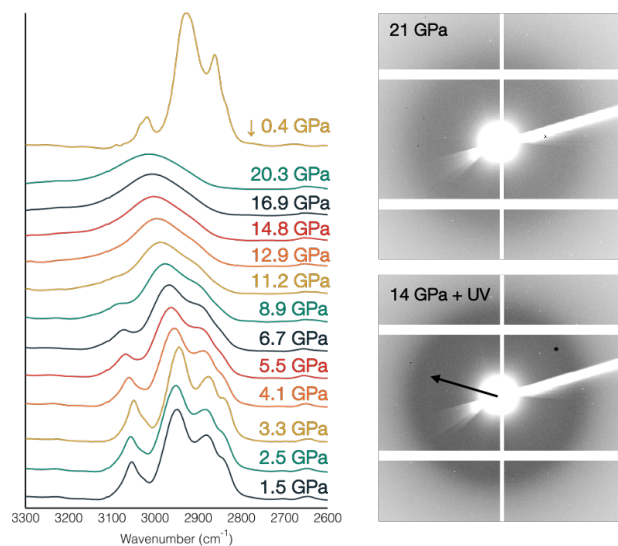 ↓ 0.4 GPa
20.3 GPa
16.9 GPa
14.8 GPa
12.9 GPa
11.2 GPa
8.9 GPa
6.7 GPa
5.5 GPa
4.1 GPa
3.3 GPa
2.5 GPa
1.5 GPa
3300 3200 3100 3000 2900 2800 2700 2600
Wavenumber (cm⁻¹)
21 GPa
14 GPa + UV